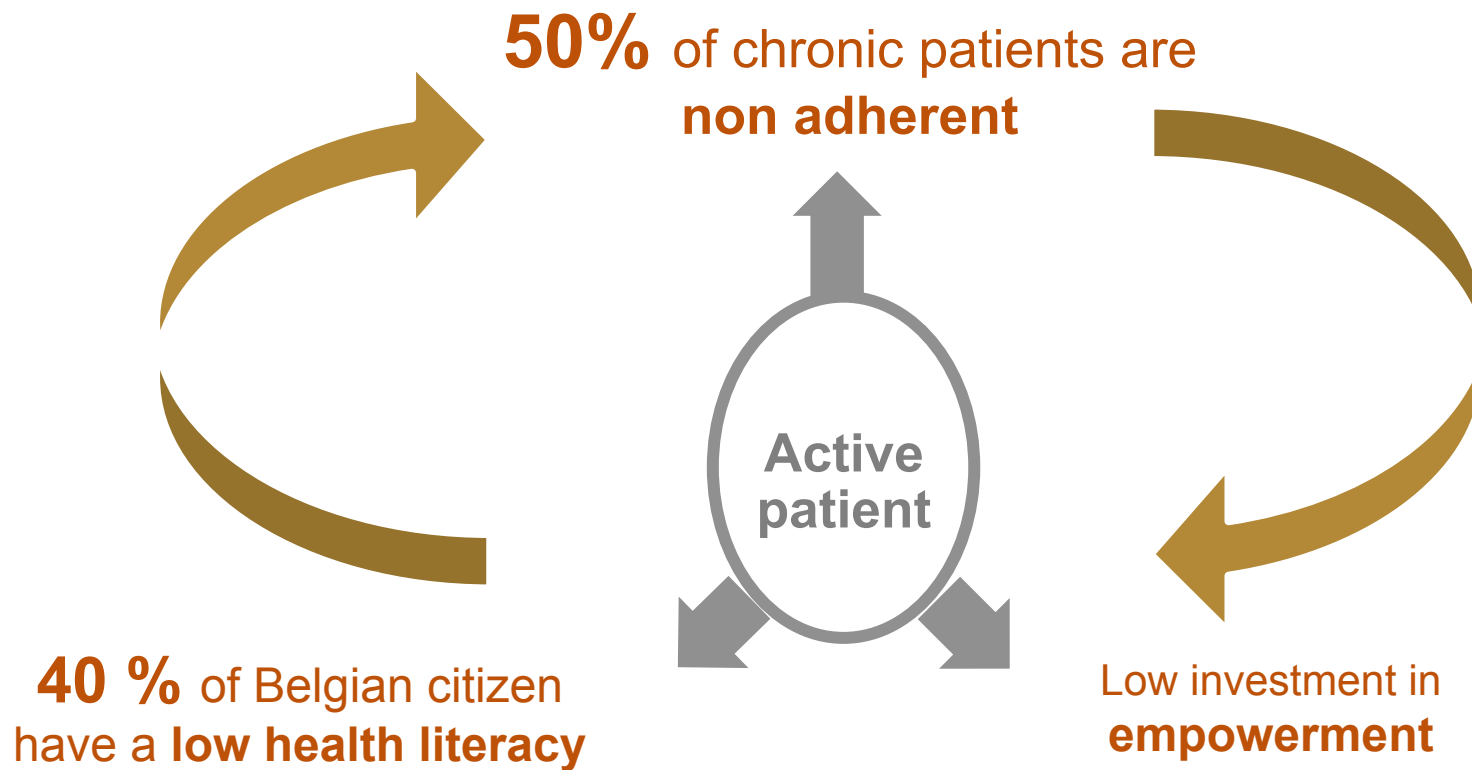 50% of chronic patients are
non adherent
Active
patient
40 % of Belgian citizen
have a low health literacy
Low investment in
empowerment